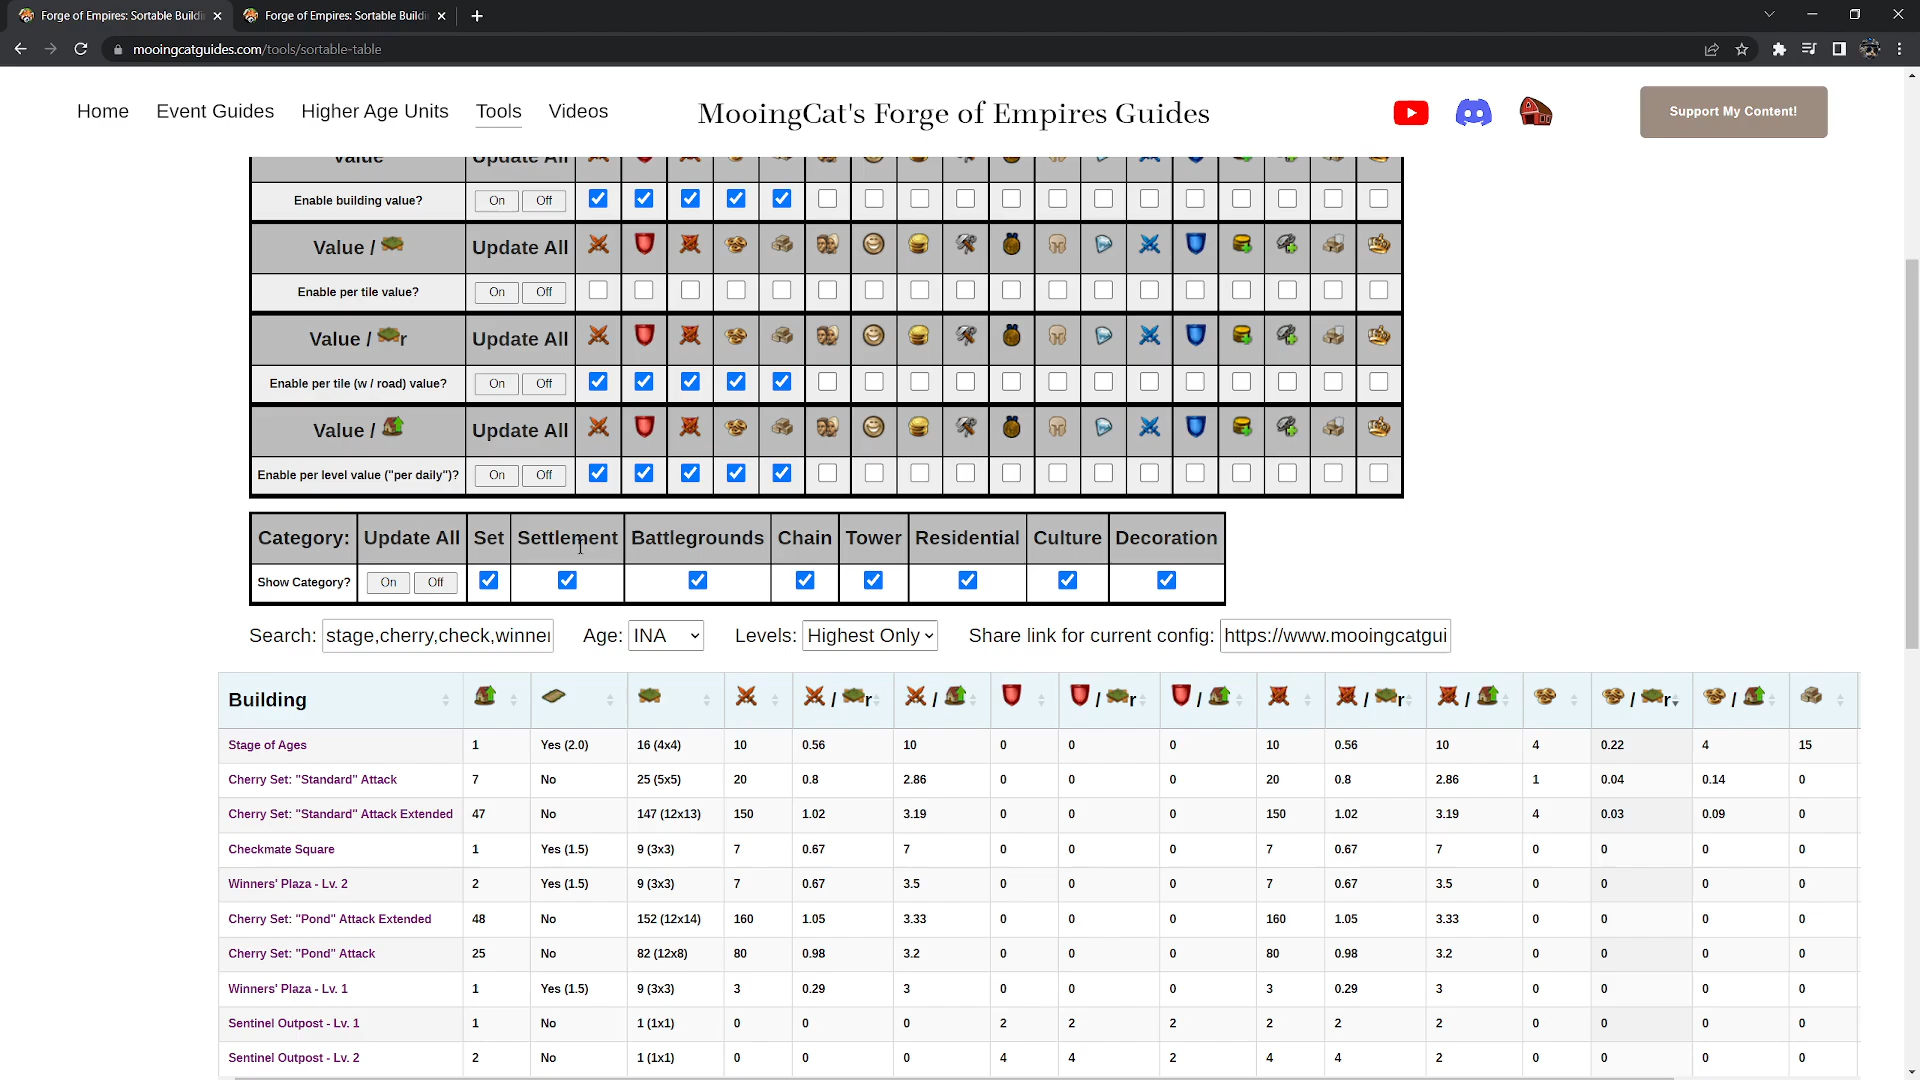 Forge of Empires: Sortable Buildi
Forge of Empires: Sortable Buildi
mooingcatguides.com/tools/sortable-table
Home Event Guides Higher Age Units Tools Videos
MooingCat's Forge of Empires Guides
Support My Content!
Value Update All
Enable building value? On Off
Value / Update All
Enable per tile value? On Off
Value / r Update All
Enable per tile (w / road) value? On Off
Value / Update All
Enable per level value ("per daily")? On Off
Category: Update All Set Settlement Battlegrounds Chain Tower Residential Culture Decoration
Show Category? On Off
Search: stage,cherry,check,winner Age: INA Levels: Highest Only Share link for current config: https://www.mooingcatgui
Building / r / / r / / r / / r /
Stage of Ages 1 Yes (2.0) 16 (4x4) 10 0.56 10 0 0 0 10 0.56 10 4 0.22 4 15
Cherry Set: "Standard" Attack 7 No 25 (5x5) 20 0.8 2.86 0 0 0 20 0.8 2.86 1 0.04 0.14 0
Cherry Set: "Standard" Attack Extended 47 No 147 (12x13) 150 1.02 3.19 0 0 0 150 1.02 3.19 4 0.03 0.09 0
Checkmate Square 1 Yes (1.5) 9 (3x3) 7 0.67 7 0 0 0 7 0.67 7 0 0 0 0
Winners' Plaza - Lv. 2 2 Yes (1.5) 9 (3x3) 7 0.67 3.5 0 0 0 7 0.67 3.5 0 0 0 0
Cherry Set: "Pond" Attack Extended 48 No 152 (12x14) 160 1.05 3.33 0 0 0 160 1.05 3.33 0 0 0 0
Cherry Set: "Pond" Attack 25 No 82 (12x8) 80 0.98 3.2 0 0 0 80 0.98 3.2 0 0 0 0
Winners' Plaza - Lv. 1 1 Yes (1.5) 9 (3x3) 3 0.29 3 0 0 0 3 0.29 3 0 0 0 0
Sentinel Outpost - Lv. 1 1 No 1 (1x1) 0 0 0 2 2 2 2 2 2 0 0 0 0
Sentinel Outpost - Lv. 2 2 No 1 (1x1) 0 0 0 4 4 2 4 4 2 0 0 0 0